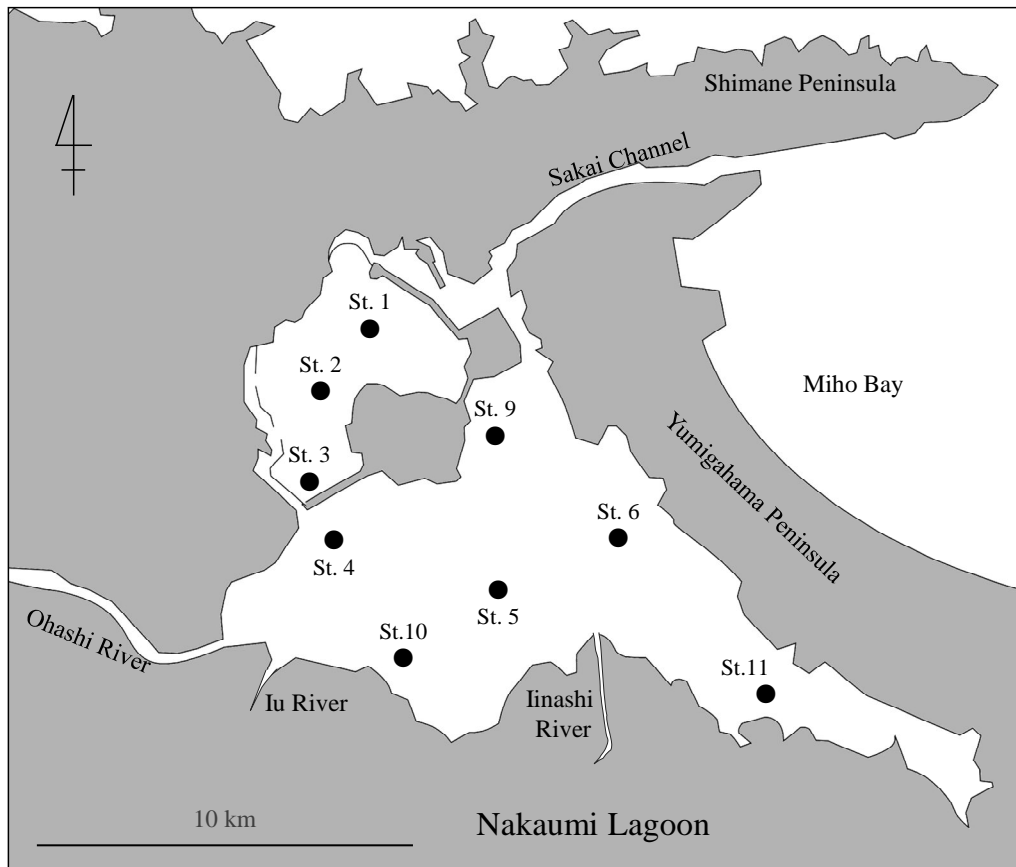 Shimane Peninsula
Sakai Channel
St. 1
St. 2
Miho Bay
St. 9
Yumigahama Peninsula
St. 3
St. 6
St. 4
St. 5
Ohashi River
St.10
St.11
Iu River
Iinashi
River
10 km
Nakaumi Lagoon